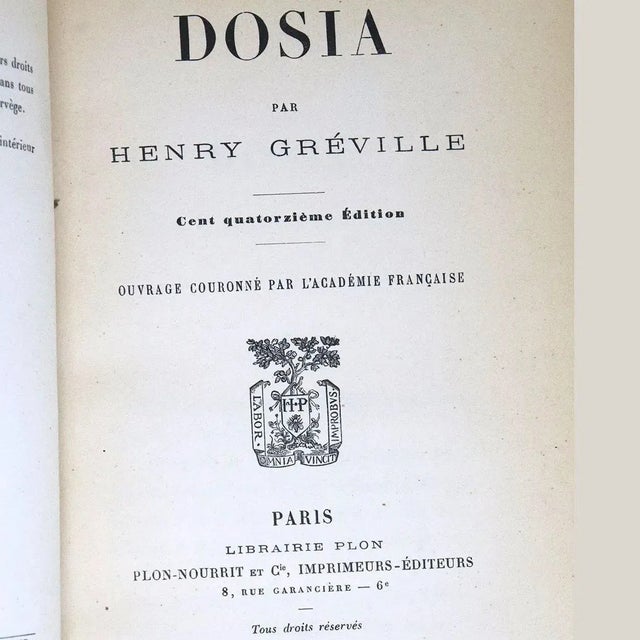 rs droits
ans tous
rvège.
intérieur
DOSIA
PAR
HENRY GRÉVILLE
Cent quatorzième Édition
OUVRAGE COURONNÉ PAR L'ACADÉMIE FRANÇAISE
LABOR
H·P
IMPROBVS
OMNIA VINCIT
PARIS
LIBRAIRIE PLON
PLON-NOURRIT ET Cie, IMPRIMEURS-ÉDITEURS
8, RUE GARANCIÈRE — 6e
Tous droits réservés